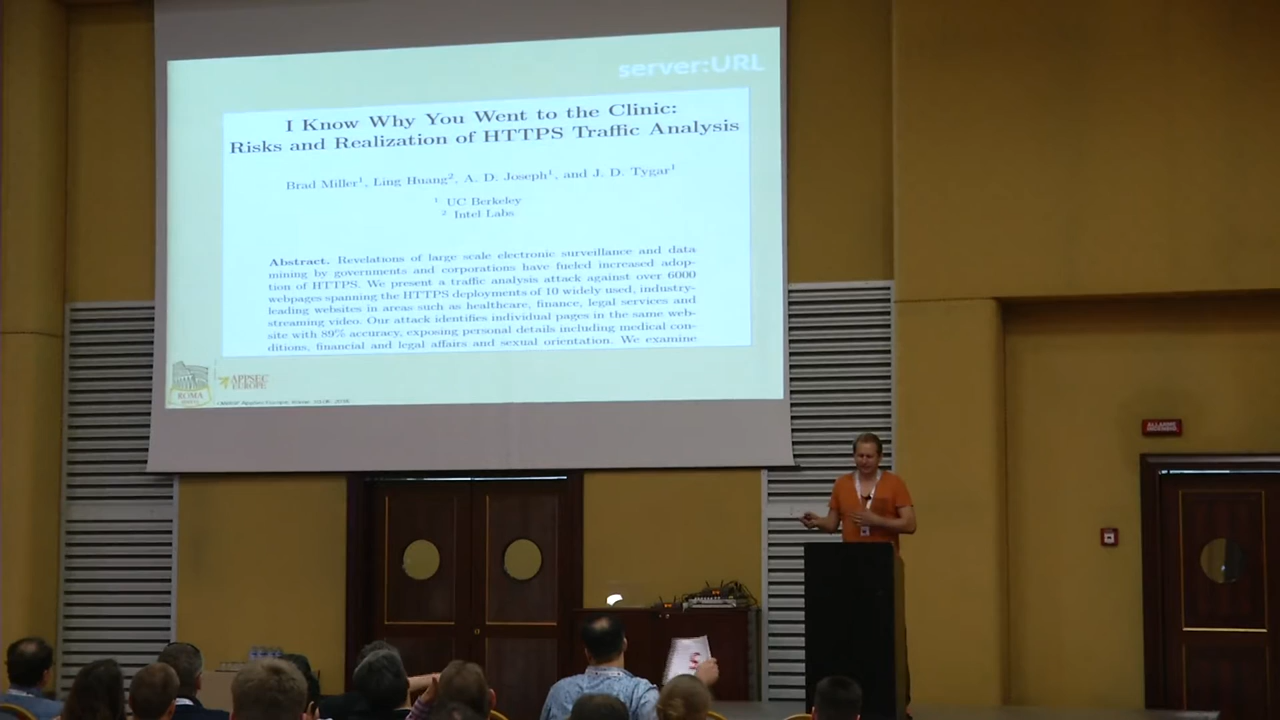 server:URL
I Know Why You Went to the Clinic:
Risks and Realization of HTTPS Traffic Analysis
Brad Miller¹, Ling Huang², A. D. Joseph¹, and J. D. Tygar¹
¹ UC Berkeley
² Intel Labs
Abstract. Revelations of large scale electronic surveillance and data-
mining by governments and corporations have fueled increased adop-
tion of HTTPS. We present a traffic analysis attack against over 6000
webpages spanning the HTTPS deployments of 10 widely used, industry-
leading websites in areas such as healthcare, finance, legal services and
streaming video. Our attack identifies individual pages in the same web-
site with 89% accuracy, exposing personal details including medical con-
ditions, financial and legal affairs and sexual orientation. We examine
ROMA
APPSEC
EUROPE
ALLARME
INCENDIO